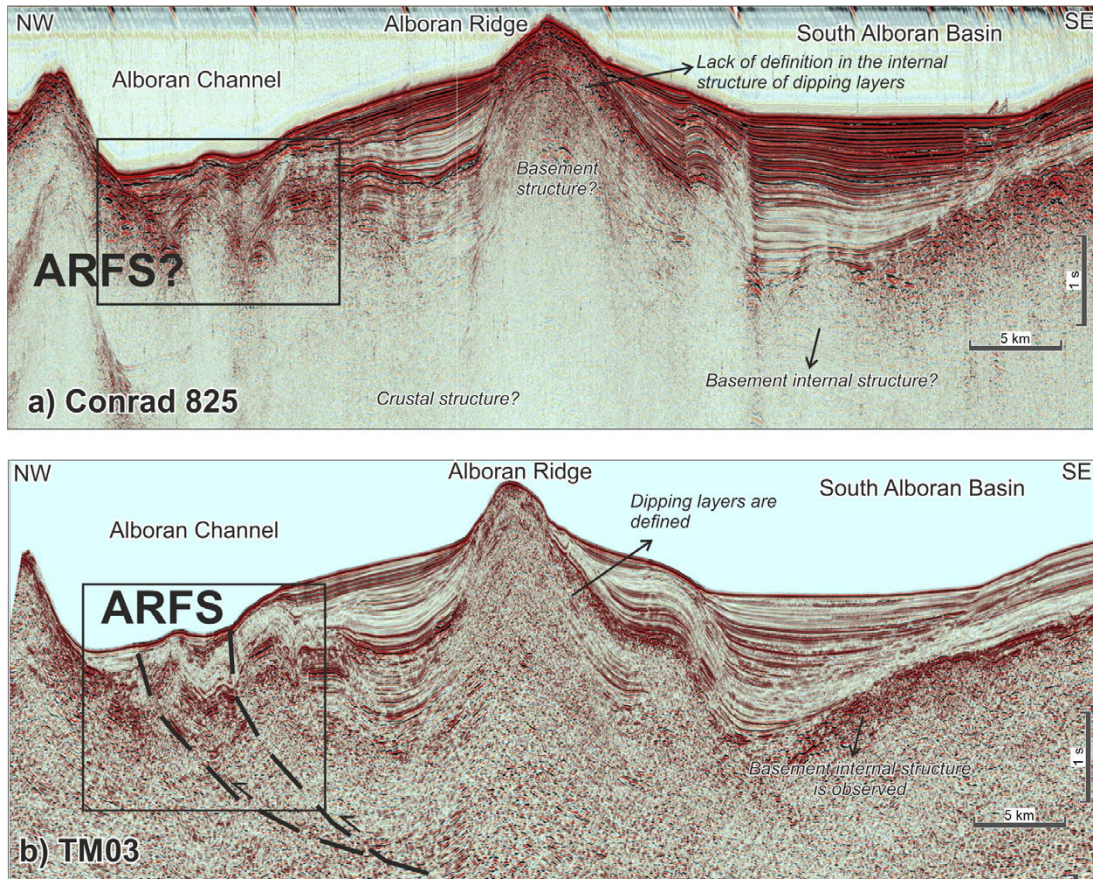 NW
Alboran Ridge
South Alboran Basin
SE
Alboran Channel
Lack of definition in the internal
structure of dipping layers
Basement
structure?
ARFS?
1 s
5 km
Basement internal structure?
Crustal structure?
a) Conrad 825
NW
Alboran Ridge
SE
South Alboran Basin
Dipping layers are
defined
Alboran Channel
ARFS
1 s
Basement internal structure
is observed
5 km
b) TM03